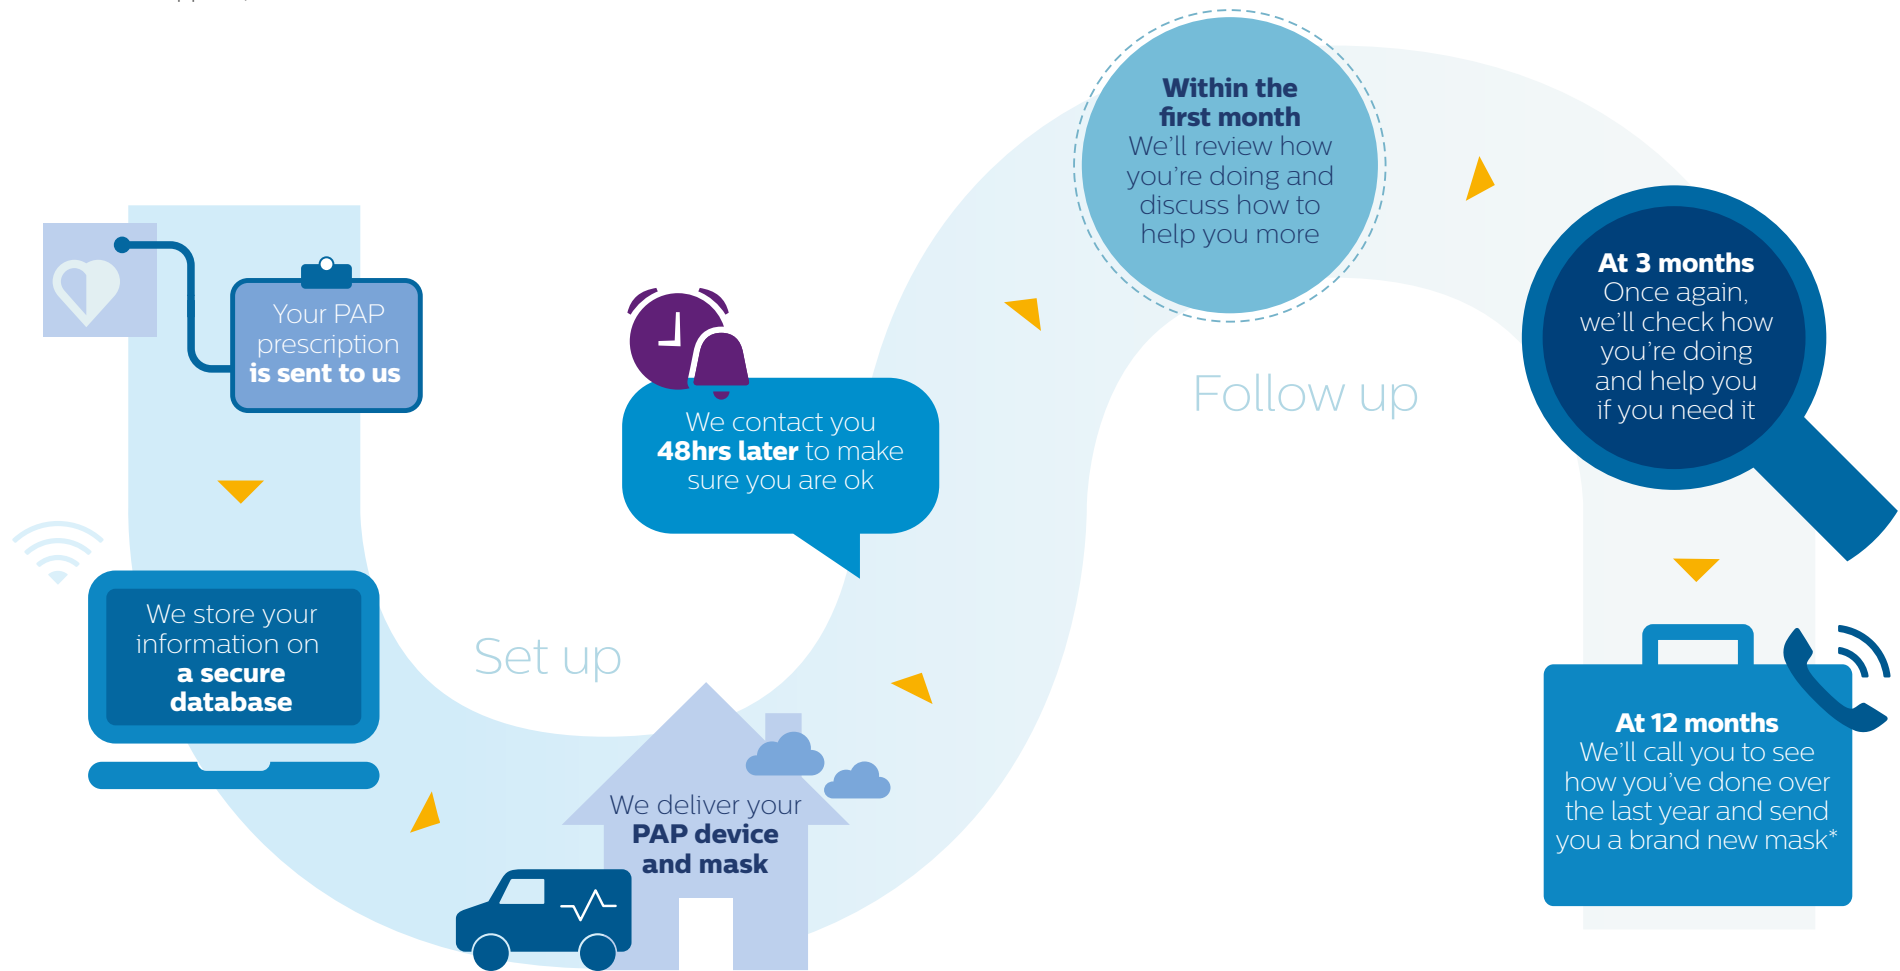 Your PAP
prescription
is sent to us
We store your
information on
a secure
database
Set up
We deliver your
PAP device
and mask
We contact you
48hrs later to make
sure you are ok
Within the
first month
We'll review how
you're doing and
discuss how to
help you more
Follow up
At 3 months
Once again,
we'll check how
you're doing
and help you
if you need it
At 12 months
We'll call you to see
how you've done over
the last year and send
you a brand new mask*